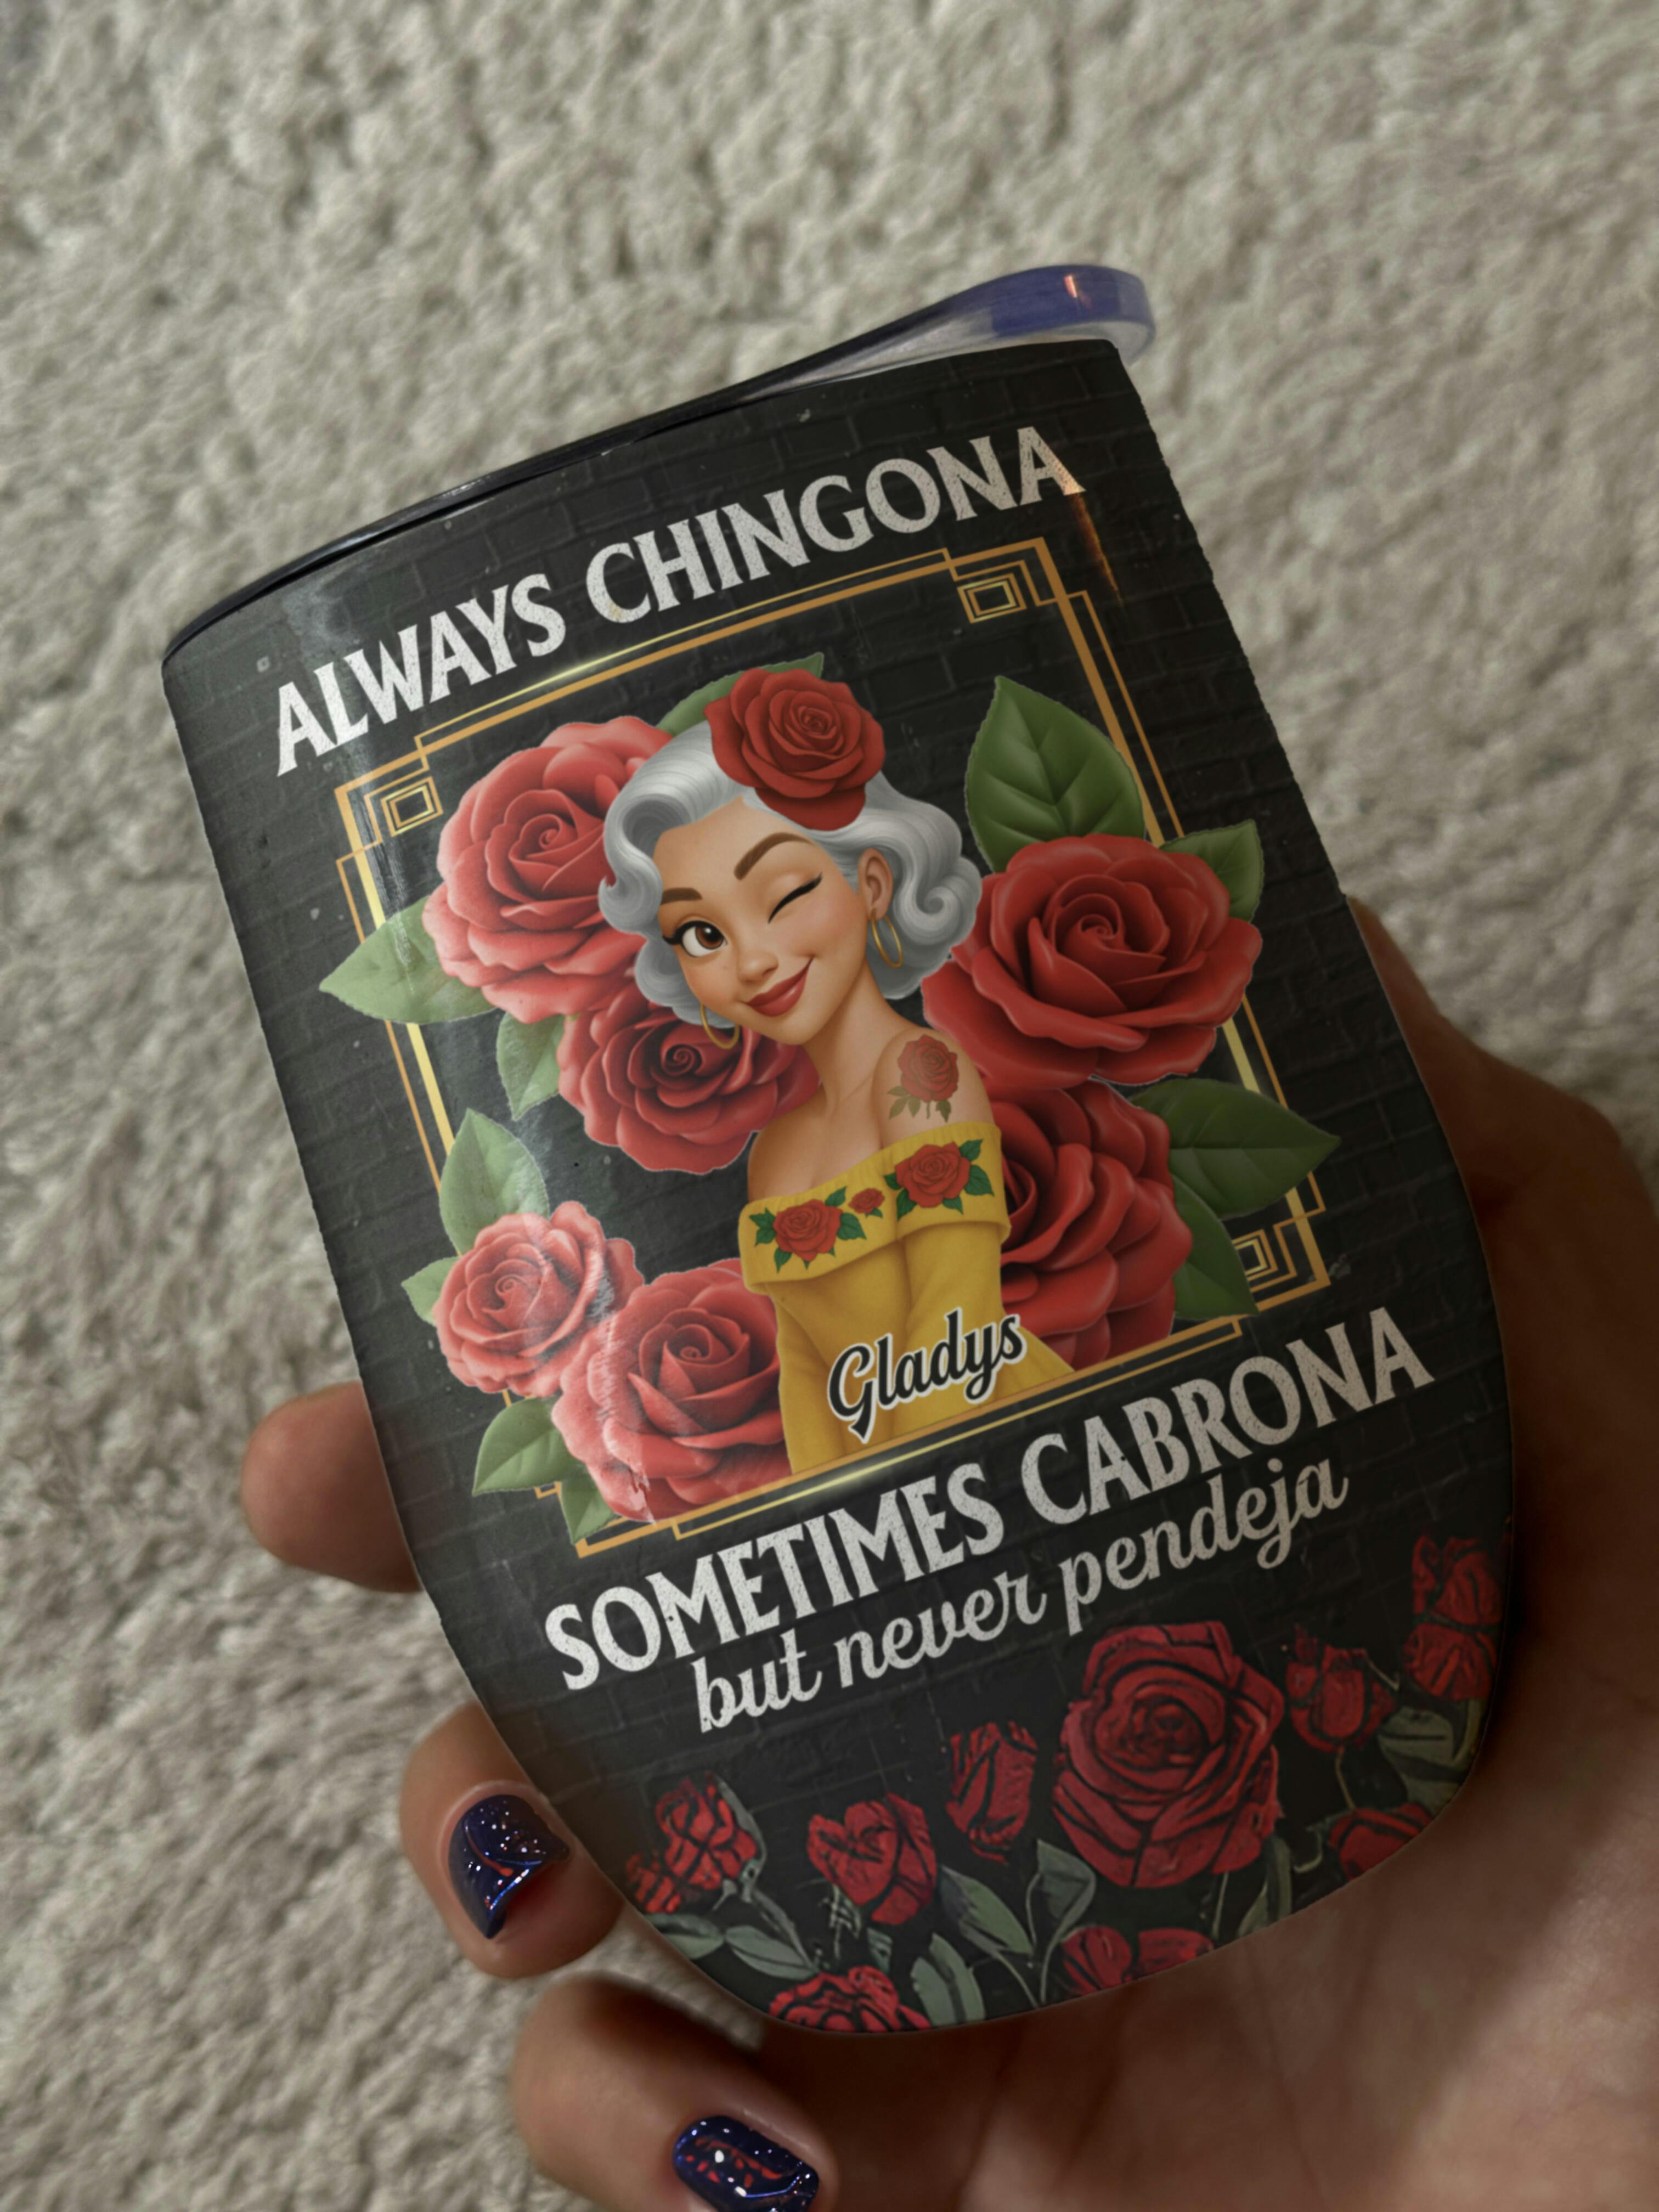 ALWAYS CHINGONA
Gladys
SOMETIMES CABRONA
but never pendeja